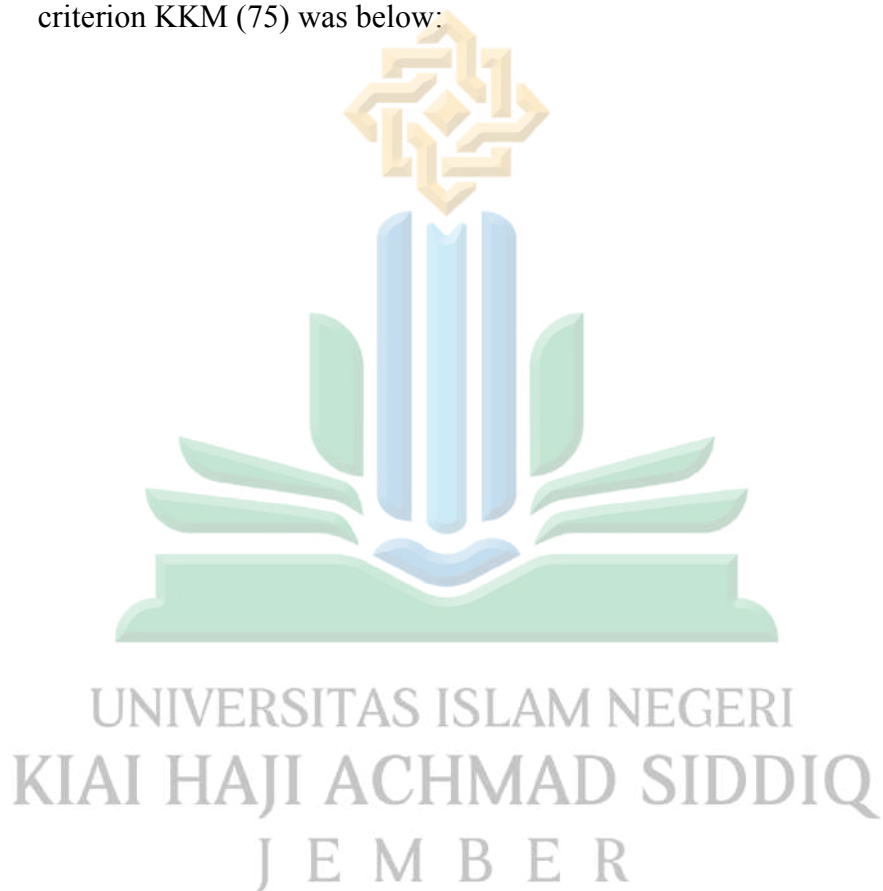 criterion KKM (75) was below:
UNIVERSITAS ISLAM NEGERI
KIAI HAJI ACHMAD SIDDIQ
J E M B E R